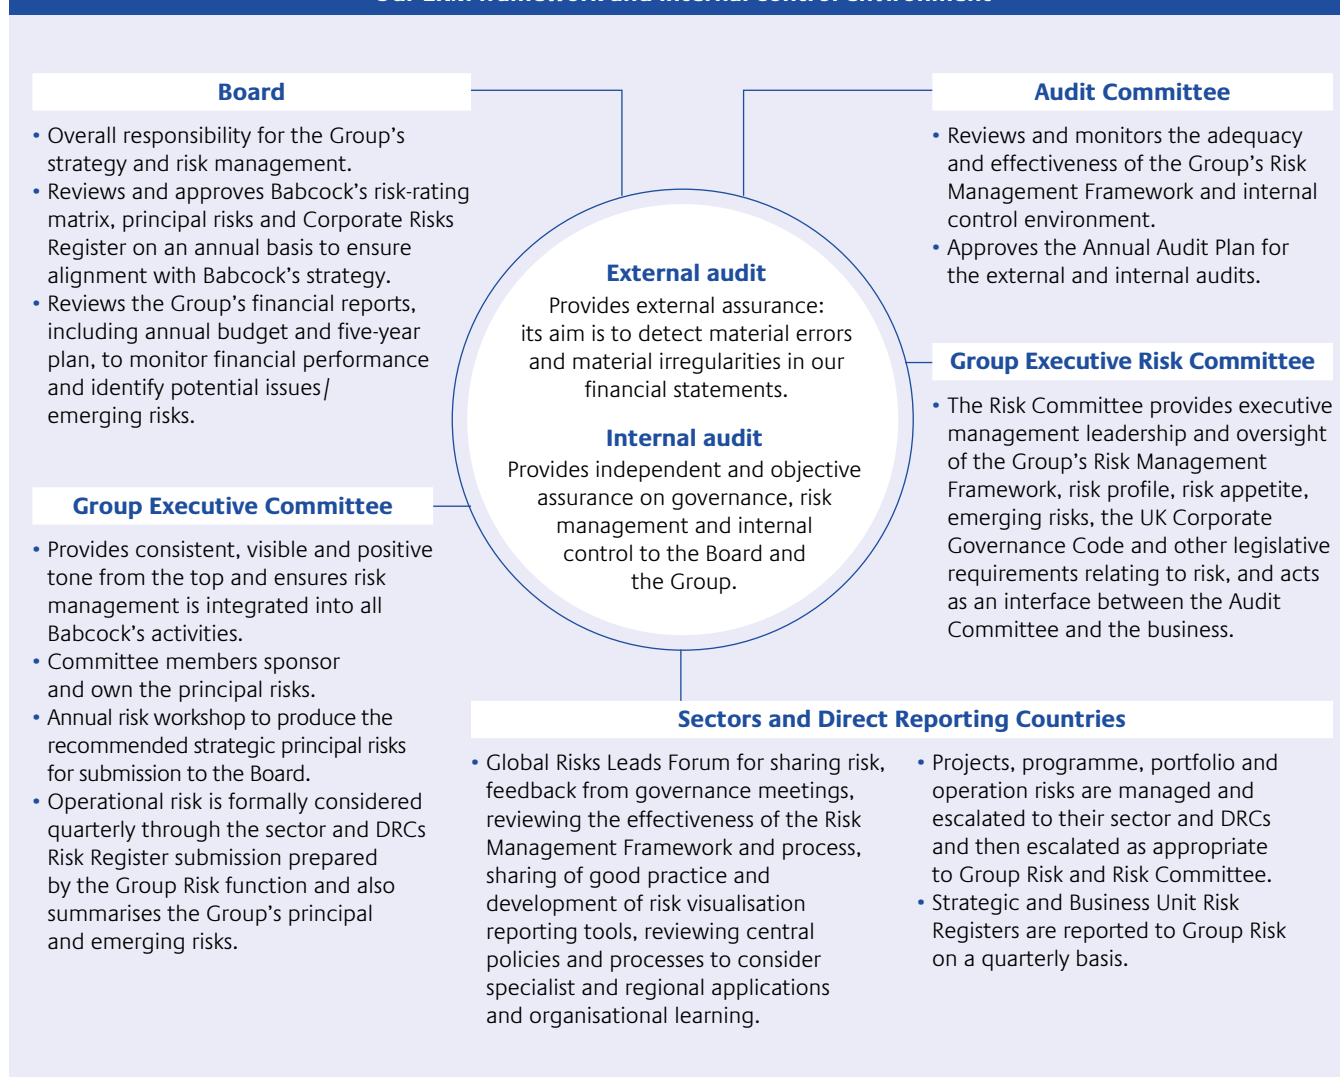 Our ERM framework and internal control environment
Board
• Overall responsibility for the Group’s
strategy and risk management.
• Reviews and approves Babcock’s risk-rating
matrix, principal risks and Corporate Risks
Register on an annual basis to ensure
alignment with Babcock’s strategy.
• Reviews the Group’s financial reports,
including annual budget and five-year
plan, to monitor financial performance
and identify potential issues/
emerging risks.
Group Executive Committee
• Provides consistent, visible and positive
tone from the top and ensures risk
management is integrated into all
Babcock’s activities.
• Committee members sponsor
and own the principal risks.
• Annual risk workshop to produce the
recommended strategic principal risks
for submission to the Board.
• Operational risk is formally considered
quarterly through the sector and DRCs
Risk Register submission prepared
by the Group Risk function and also
summarises the Group’s principal
and emerging risks.
External audit
Provides external assurance:
its aim is to detect material errors
and material irregularities in our
financial statements.
Internal audit
Provides independent and objective
assurance on governance, risk
management and internal
control to the Board and
the Group.
Audit Committee
• Reviews and monitors the adequacy
and effectiveness of the Group’s Risk
Management Framework and internal
control environment.
• Approves the Annual Audit Plan for
the external and internal audits.
Group Executive Risk Committee
• The Risk Committee provides executive
management leadership and oversight
of the Group’s Risk Management
Framework, risk profile, risk appetite,
emerging risks, the UK Corporate
Governance Code and other legislative
requirements relating to risk, and acts
as an interface between the Audit
Committee and the business.
Sectors and Direct Reporting Countries
• Global Risks Leads Forum for sharing risk,
feedback from governance meetings,
reviewing the effectiveness of the Risk
Management Framework and process,
sharing of good practice and
development of risk visualisation
reporting tools, reviewing central
policies and processes to consider
specialist and regional applications
and organisational learning.
• Projects, programme, portfolio and
operation risks are managed and
escalated to their sector and DRCs
and then escalated as appropriate
to Group Risk and Risk Committee.
• Strategic and Business Unit Risk
Registers are reported to Group Risk
on a quarterly basis.